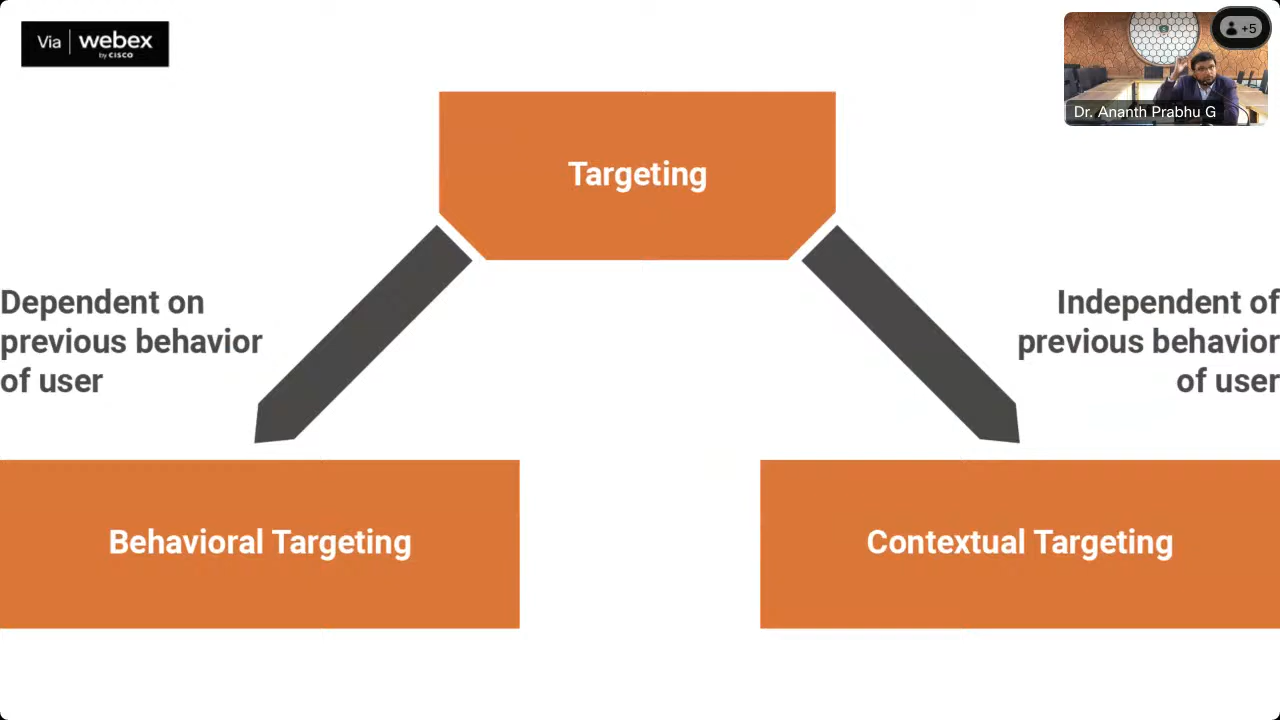 Via | webex
by CISCO
+5
Dr. Ananth Prabhu G
Targeting
Dependent on
previous behavior
of user
Independent of
previous behavior
of user
Behavioral Targeting
Contextual Targeting